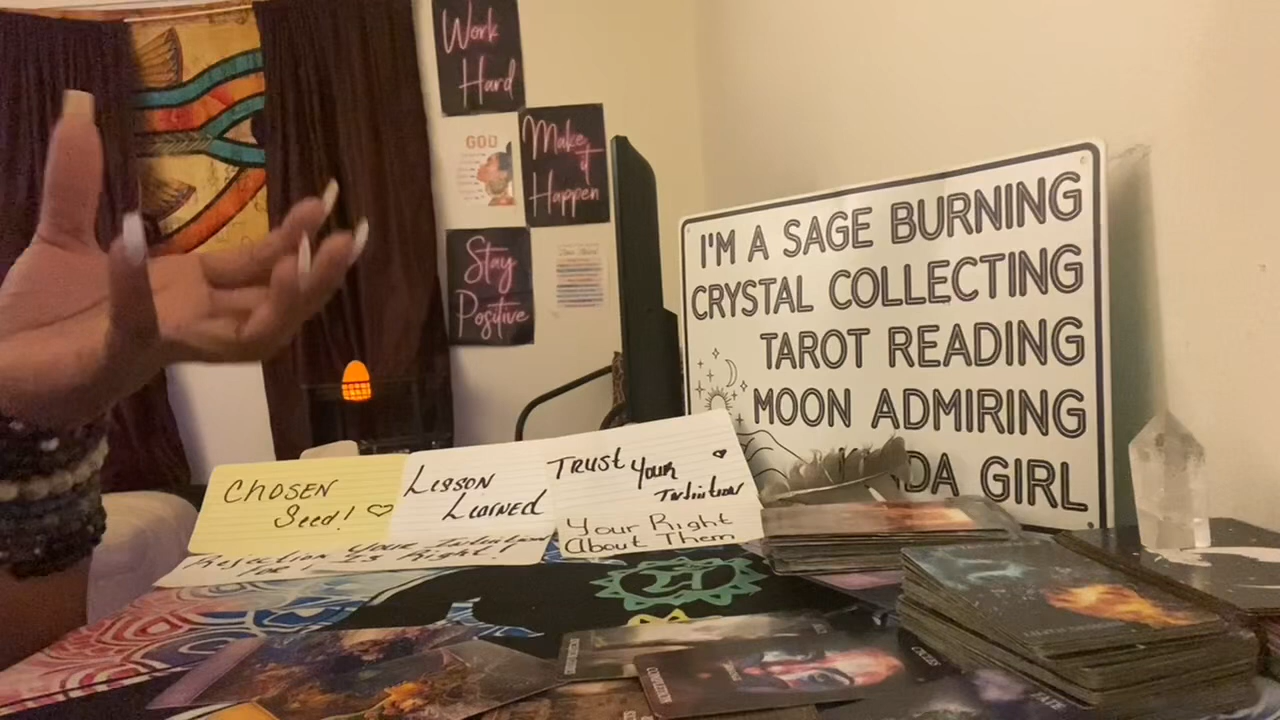 Work
Hard
GOD
Make
it
Happen
Stay
Positive
I'M A SAGE BURNING
CRYSTAL COLLECTING
TAROT READING
MOON ADMIRING
DA GIRL
CHOSEN
Seed!
LESSON
LEARNED
TRUST YOUR
Intuition
Your Right
About Them
Rejection
Your Intuition
Is Right!